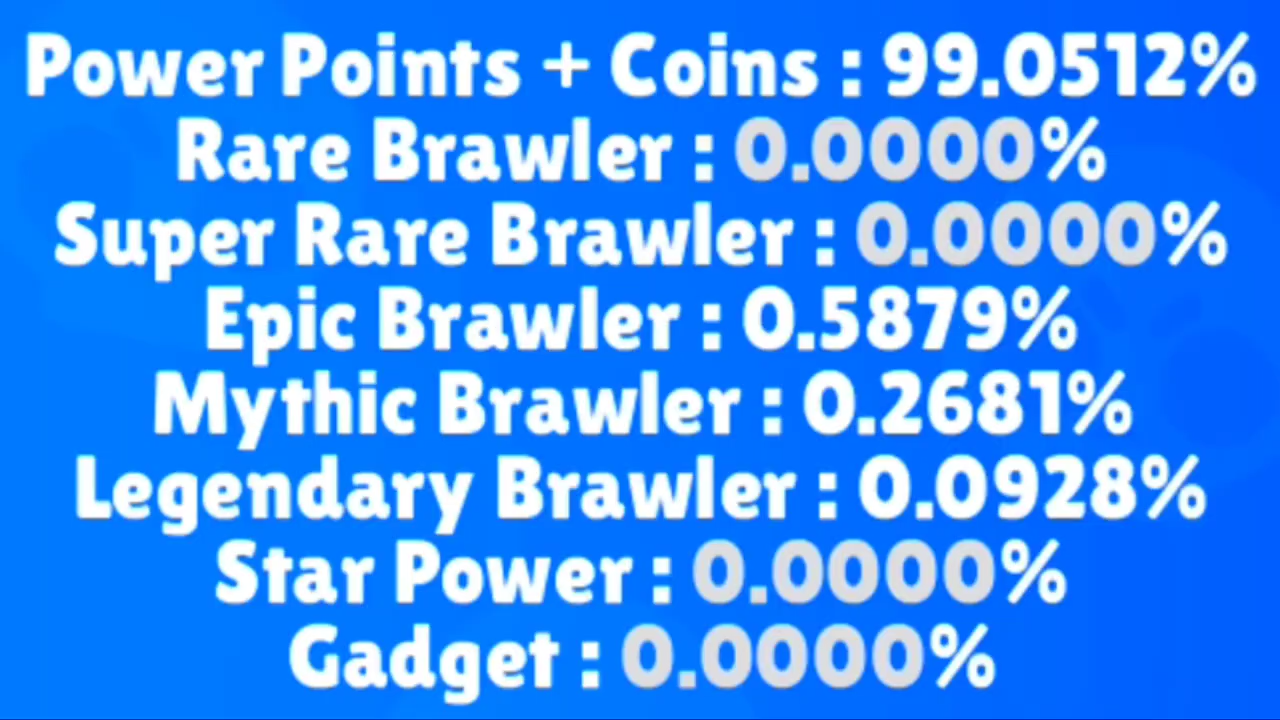 Power Points + Coins : 99.0512%
Rare Brawler : 0.0000%
Super Rare Brawler : 0.0000%
Epic Brawler : 0.5879%
Mythic Brawler : 0.2681%
Legendary Brawler : 0.0928%
Star Power : 0.0000%
Gadget : 0.0000%